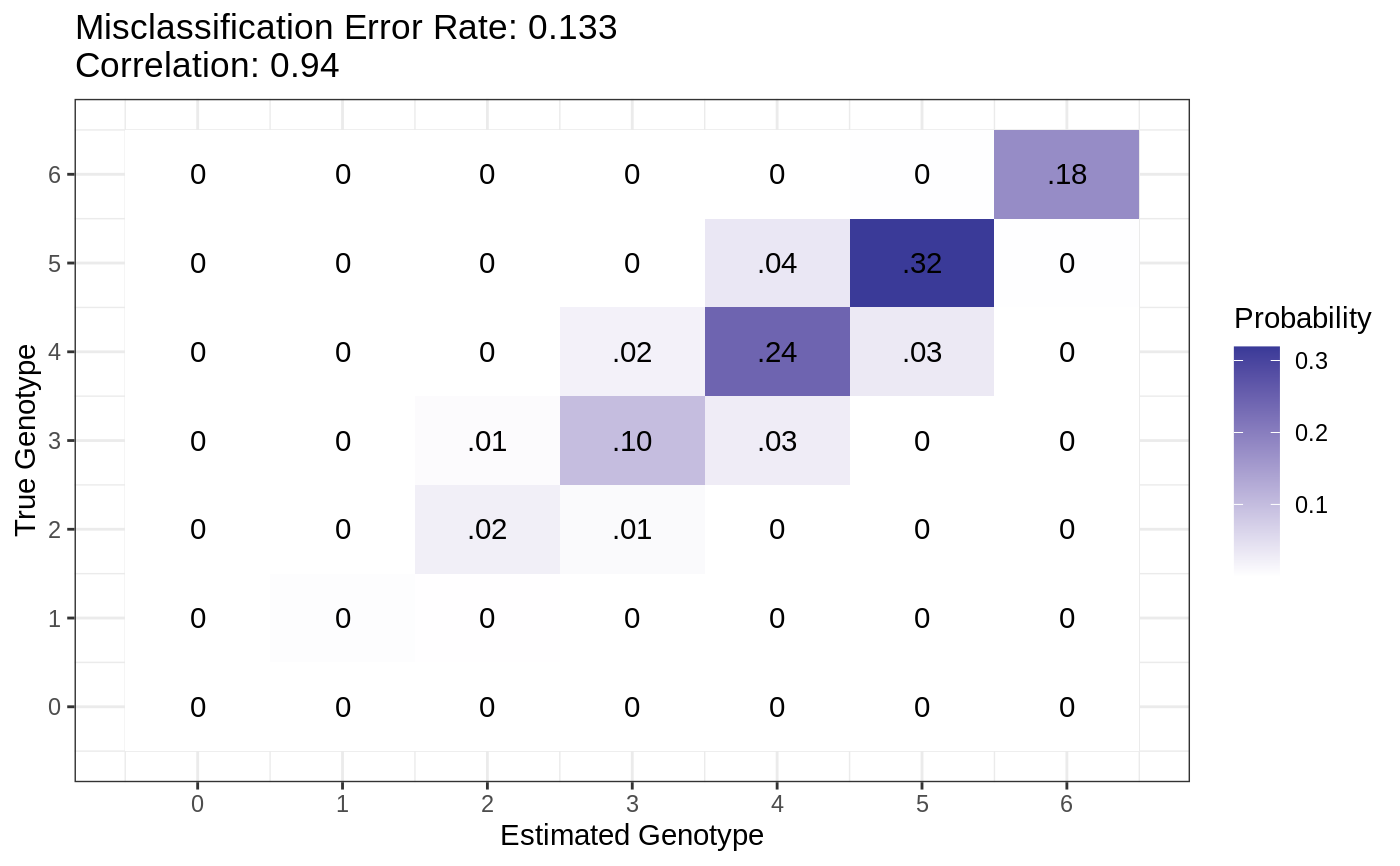 Misclassification Error Rate: 0.133
Correlation: 0.94
6 0 0 0 0 0 0 .18
5 0 0 0 0 .04 .32 0
4 0 0 0 .02 .24 .03 0
3 0 0 .01 .10 .03 0 0
2 0 0 .02 .01 0 0 0
1 0 0 0 0 0 0 0
0 0 0 0 0 0 0 0
0 1 2 3 4 5 6
Estimated Genotype
True Genotype
Probability
0.3
0.2
0.1